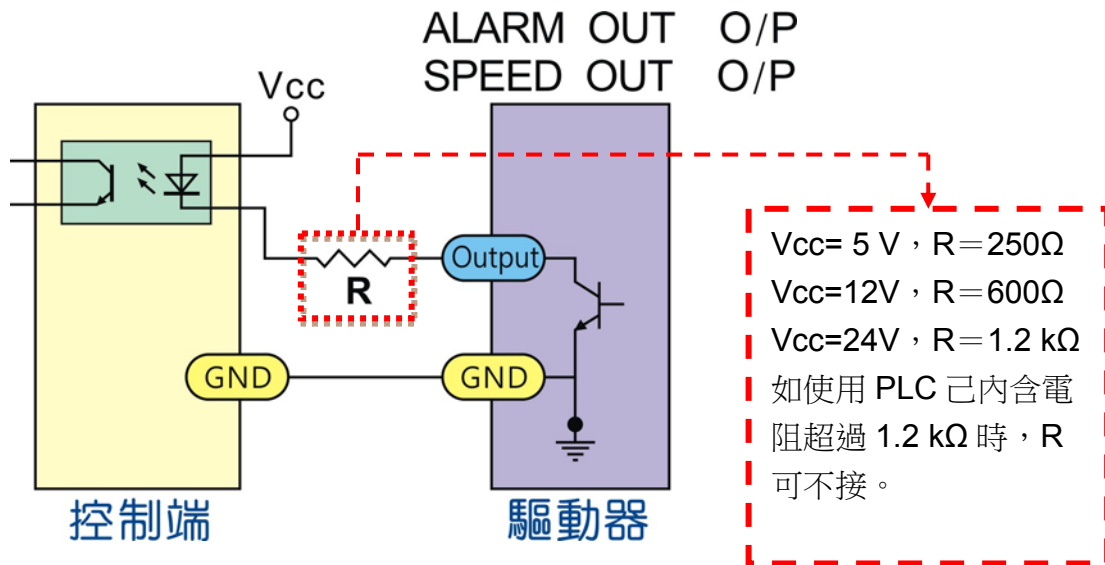 ALARM OUT O/P
SPEED OUT O/P
Vcc
Output
R
GND
GND
控制端
驅動器
Vcc= 5 V，R＝250Ω
Vcc=12V，R＝600Ω
Vcc=24V，R＝1.2 kΩ
如使用 PLC 己內含電
阻超過 1.2 kΩ 時，R
可不接。